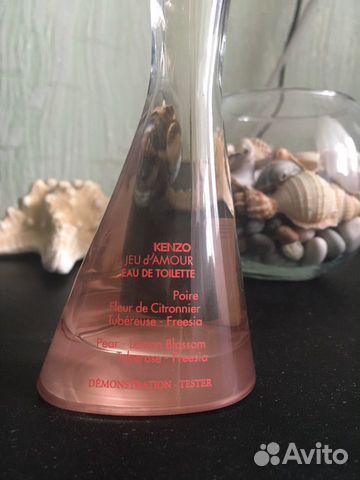 KENZO
JEU d'AMOUR
EAU DE TOILETTE
Poire
Fleur de Citronnier
Tubéreuse - Freesia
Pear - Lemon Blossom
Tuberose - Freesia
DÉMONSTRATION - TESTER
Avito